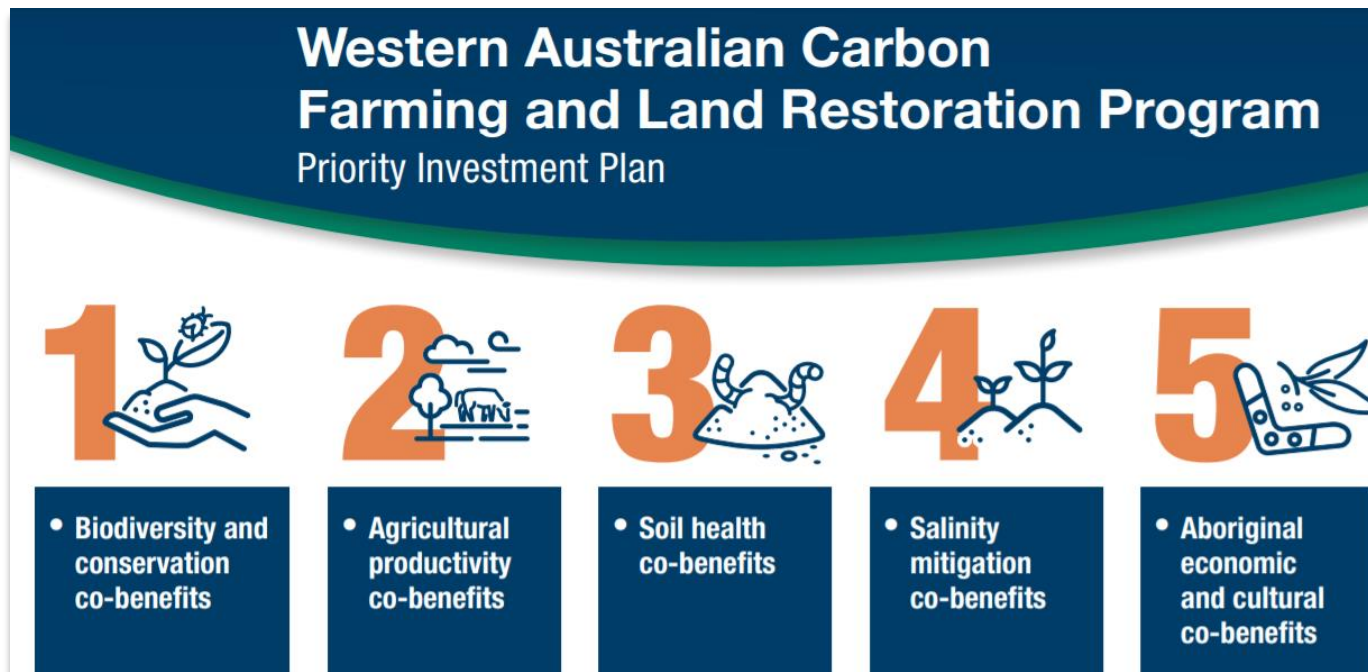 Western Australian Carbon
Farming and Land Restoration Program
Priority Investment Plan
1
2
3
4
5
• Biodiversity and
conservation
co-benefits
• Agricultural
productivity
co-benefits
• Soil health
co-benefits
• Salinity
mitigation
co-benefits
• Aboriginal
economic
and cultural
co-benefits